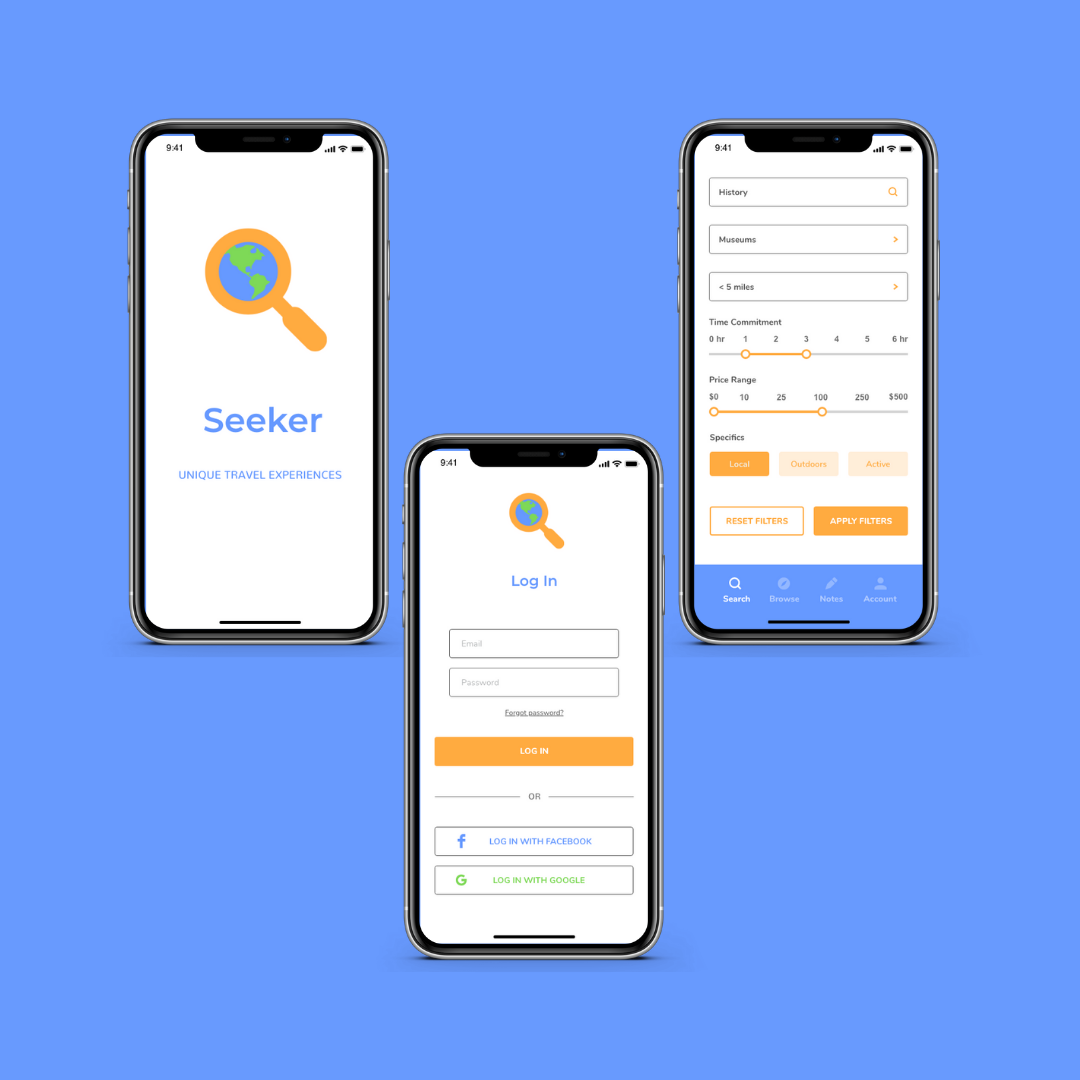 9:41
Seeker
UNIQUE TRAVEL EXPERIENCES
9:41
Log In
Email
Password
Forgot password?
LOG IN
OR
f LOG IN WITH FACEBOOK
G LOG IN WITH GOOGLE
9:41
History
Museums
< 5 miles
Time Commitment
0 hr 1 2 3 4 5 6 hr
Price Range
$0 10 25 100 250 $500
Specifics
Local Outdoors Active
RESET FILTERS APPLY FILTERS
Search Browse Notes Account